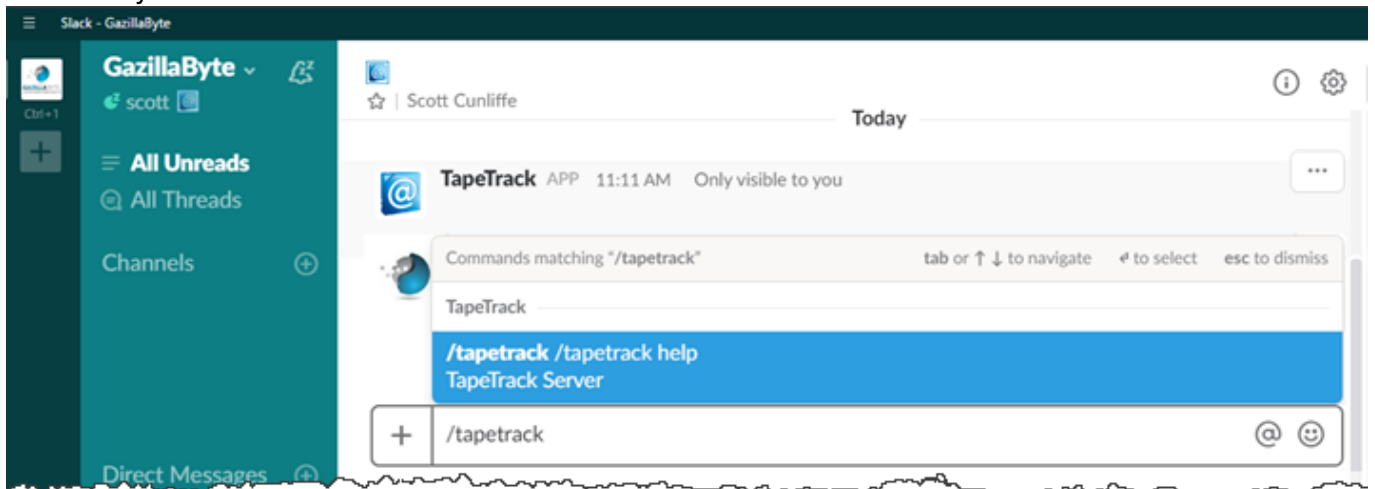 Slack - GazillaByte
GazillaByte
scott
Ctrl+1
All Unreads
All Threads
Channels
Direct Messages
Scott Cunliffe
Today
TapeTrack APP 11:11 AM Only visible to you
Commands matching "/tapetrack" tab or ↑ ↓ to navigate ↵ to select esc to dismiss
TapeTrack
/tapetrack /tapetrack help
TapeTrack Server
/tapetrack